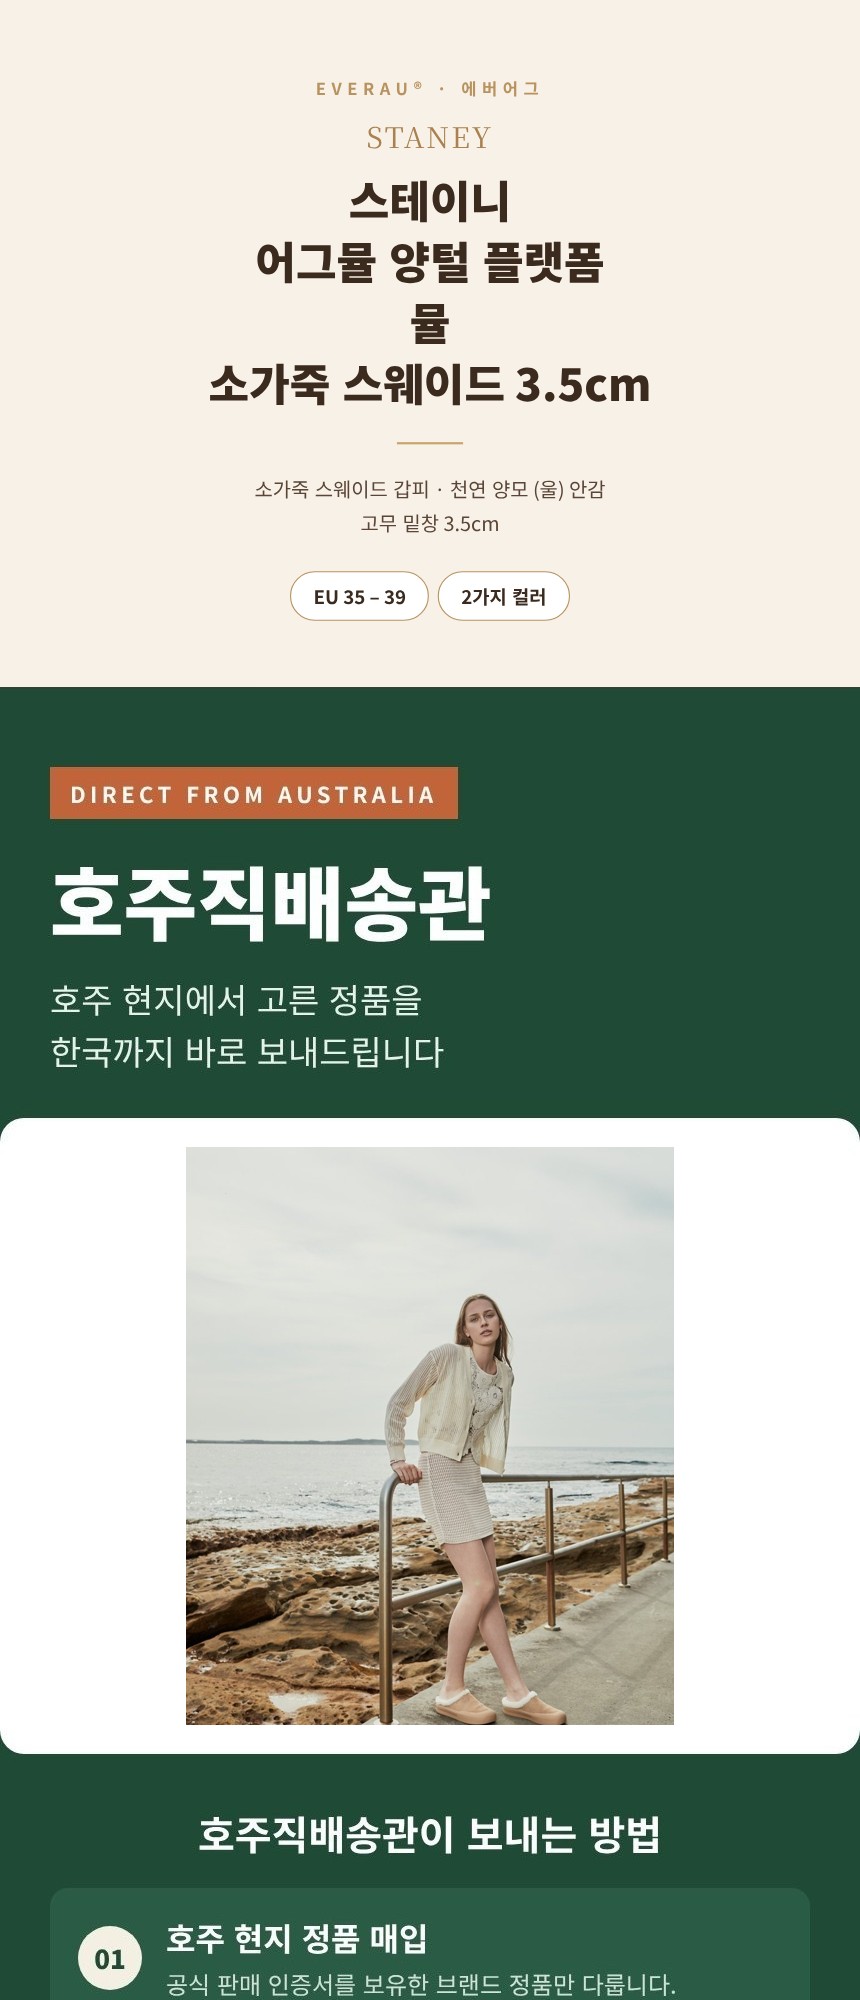 EVERAU® · 에버어그
STANEY
스테이니
어그뮬 양털 플랫폼
뮬
소가죽 스웨이드 3.5cm
소가죽 스웨이드 갑피 · 천연 양모 (울) 안감
고무 밑창 3.5cm
EU 35 – 39
2가지 컬러
DIRECT FROM AUSTRALIA
호주직배송관
호주 현지에서 고른 정품을
한국까지 바로 보내드립니다
호주직배송관이 보내는 방법
01
호주 현지 정품 매입
공식 판매 인증서를 보유한 브랜드 정품만 다룹니다.